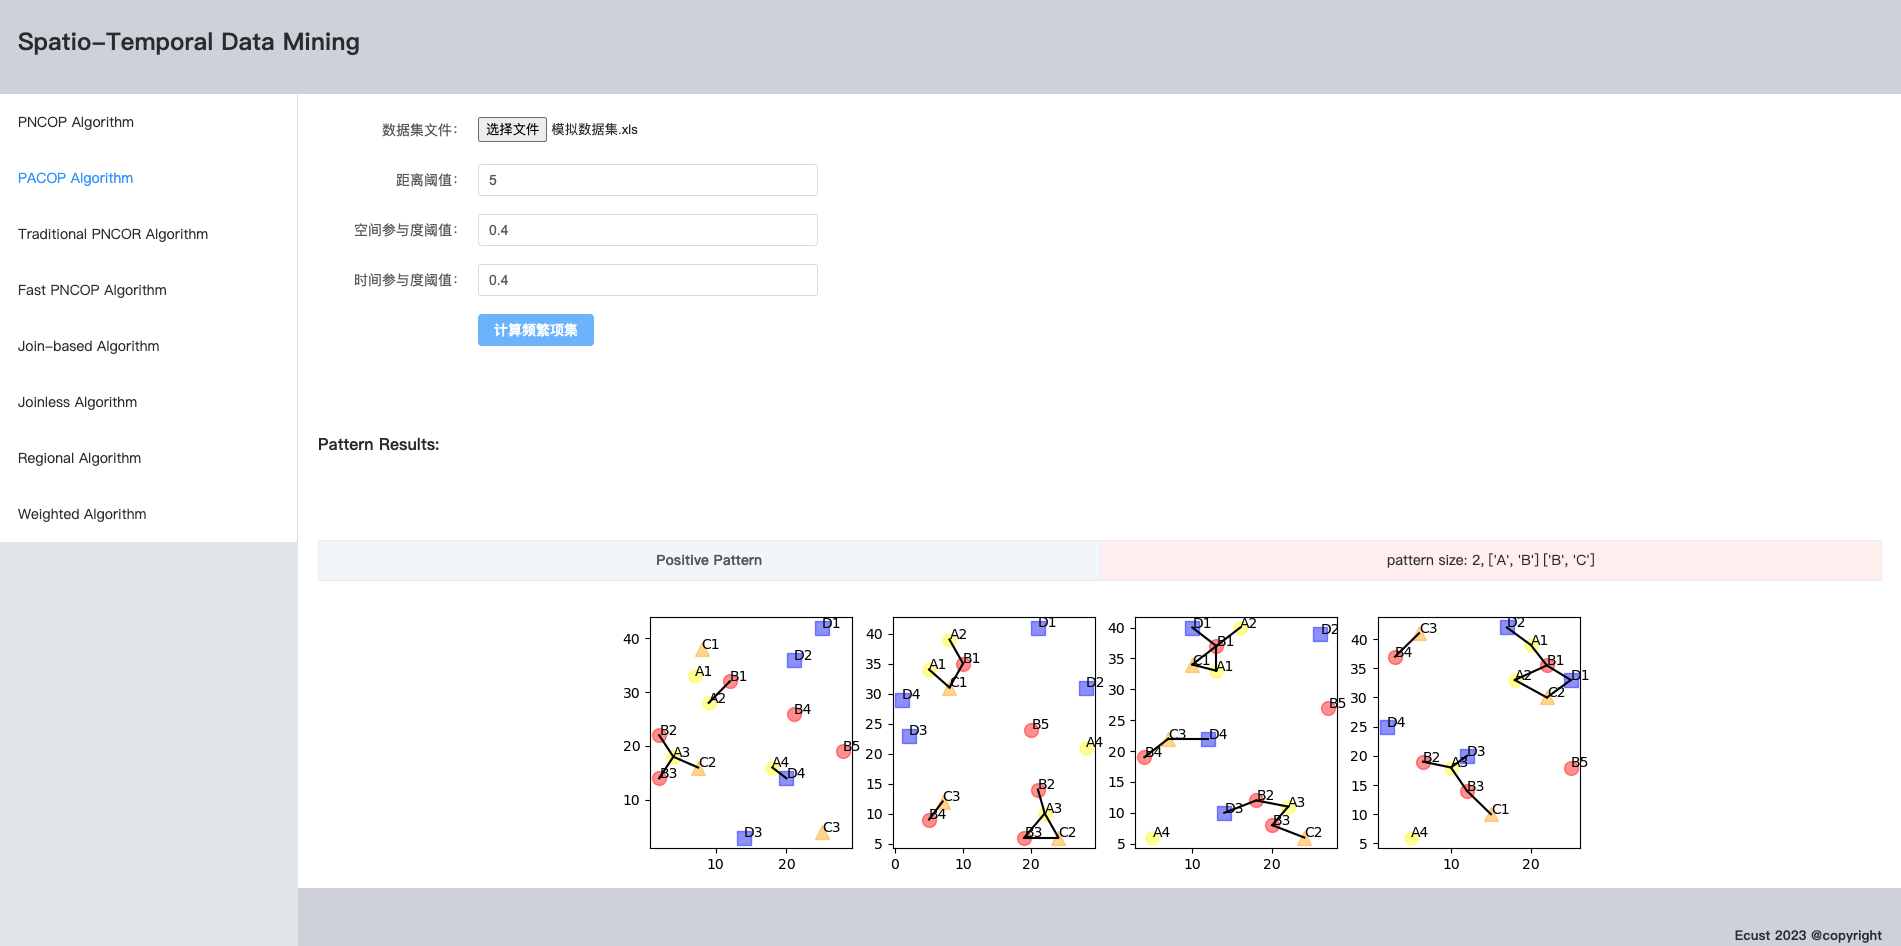 Spatio-Temporal Data Mining
PNCOP Algorithm
PACOP Algorithm
Traditional PNCOR Algorithm
Fast PNCOP Algorithm
Join-based Algorithm
Joinless Algorithm
Regional Algorithm
Weighted Algorithm
数据集文件： 选择文件 模拟数据集.xls
距离阈值： 5
空间参与度阈值： 0.4
时间参与度阈值： 0.4
计算频繁项集
Pattern Results:
Positive Pattern pattern size: 2, ['A', 'B'] ['B', 'C']
D1
40
C1
D2
A1 B1
30
A2
B4
B2
20
A3 B5
C2 A4
B3 D4
10
D3 C3
10 20
D1
40
A2
35
A1 B1
C1 D2
30
D4
25
D3 B5
20
A4
15
B2
C3
10
B4 A3
5
B3 C2
0 10 20
40
D1 A2 D2
B1
35
C1 A1
30
B5
25
C3 D4
20
B4
15
B2 A3
10
D3 B3
A4 C2
5
10 20
D2
C3
40
A1
B4 B1
35
A2 D1
30
C2
D4
25
D3
20
B2 A3 B5
15
B3
C1
10
A4
5
10 20
Ecust 2023 @copyright